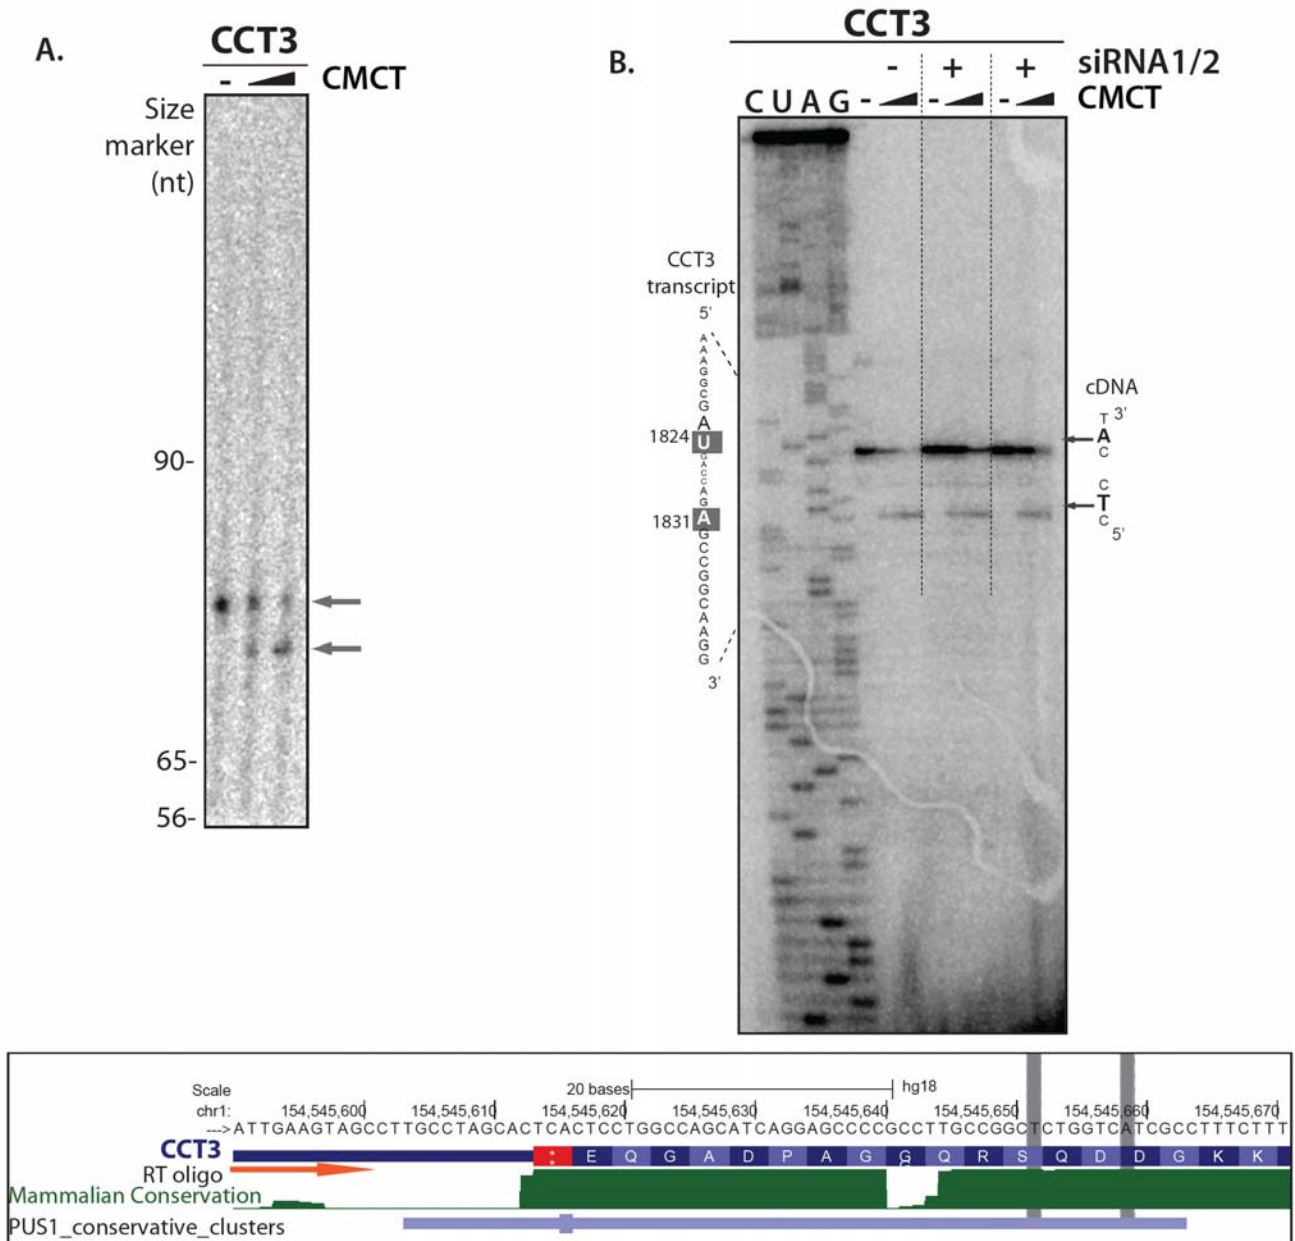 A.
CCT3
- CMCT
Size
marker
(nt)
90-
65-
56-
B.
CCT3
- + + siRNA1/2
C U A G - - - CMCT
CCT3
transcript
5'
A
A
A
G
G
C
G
A
1824 U
G
A
C
C
A
G
1831 A
G
C
C
G
G
C
A
A
G
G
3'
cDNA
T 3'
A
C
C
T
C
5'
Scale 20 bases hg18
chr1: 154,545,600 154,545,610 154,545,620 154,545,630 154,545,640 154,545,650 154,545,660 154,545,670
---> ATTGAAGTAGCCTTGCCTAGCACTCACTCCTGGCCAGCATCAGGAGCCCCGCCTTGCCGGCTCTGGTCATCGCCTTTCTTT
CCT3 : E Q G A D P A G G Q R S Q D D G K K
RT oligo
Mammalian Conservation
PUS1_conservative_clusters